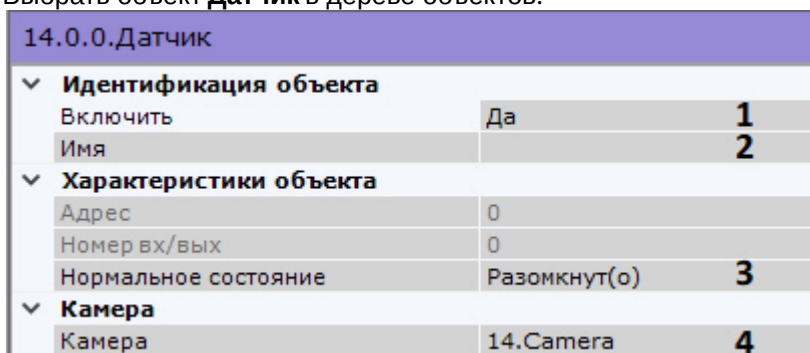 Выбрать объект Датчик в дереве объектов.
14.0.0.Датчик
Идентификация объекта
Включить Да 1
Имя 2
Характеристики объекта
Адрес 0
Номер вх/вых 0
Нормальное состояние Разомкнут(о) 3
Камера
Камера 14.Camera 4